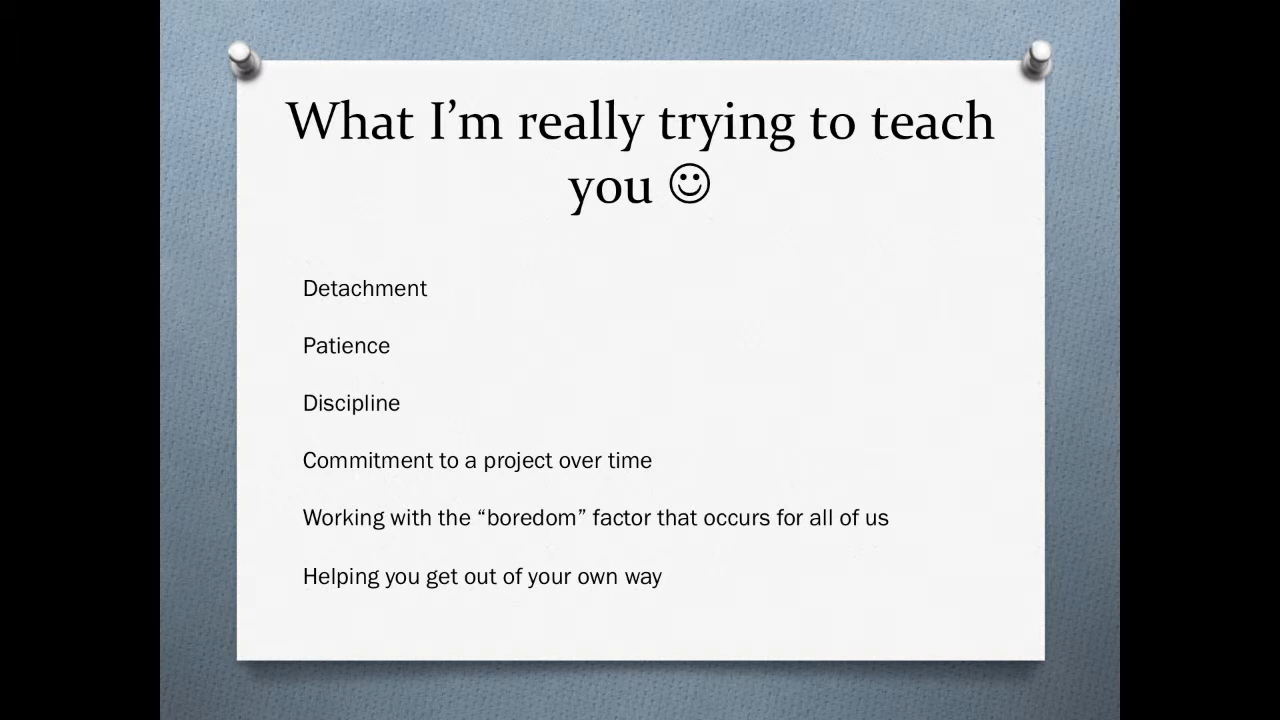 What I’m really trying to teach
you ☺
Detachment
Patience
Discipline
Commitment to a project over time
Working with the “boredom” factor that occurs for all of us
Helping you get out of your own way